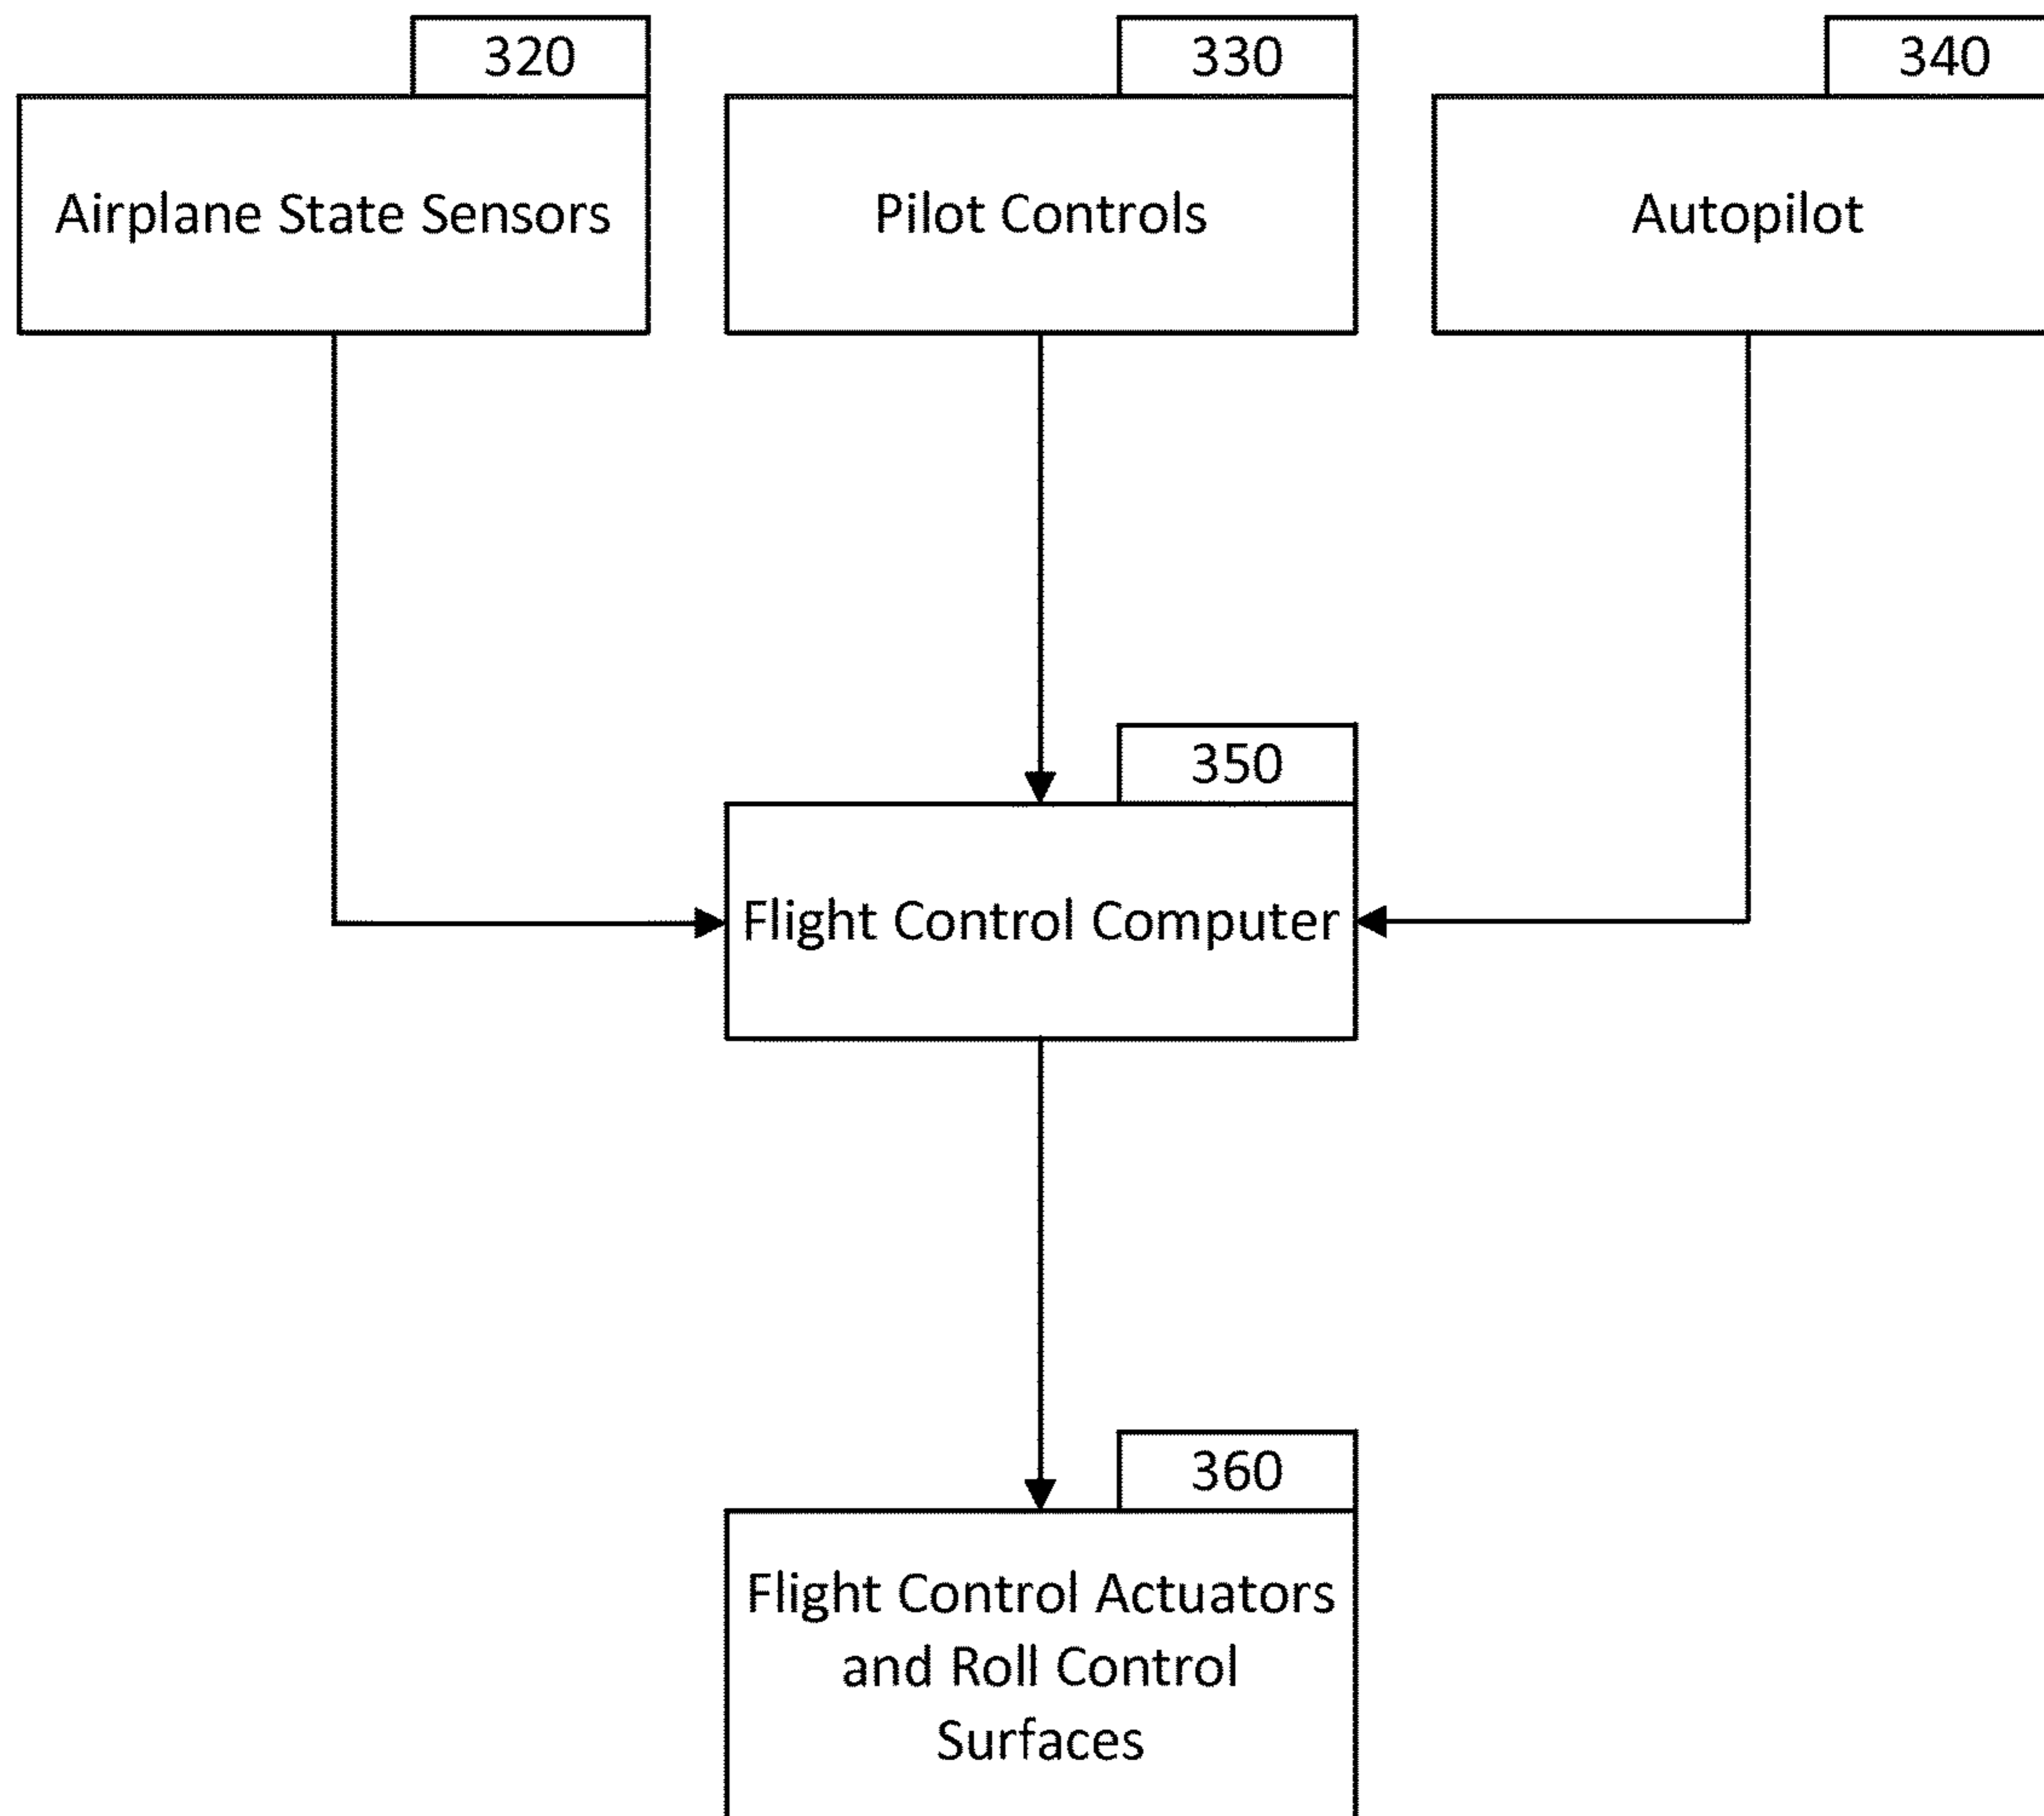 320
Airplane State Sensors
330
Pilot Controls
340
Autopilot
350
Flight Control Computer
360
Flight Control Actuators
and Roll Control
Surfaces